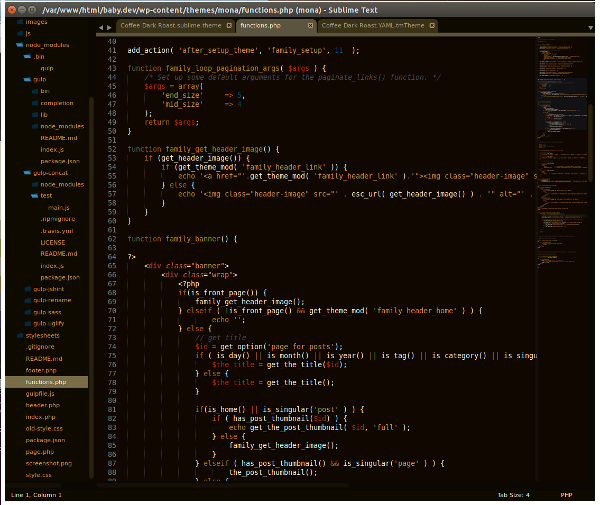 /var/www/html/baby.dev/wp-content/themes/mona/functions.php (mona) - Sublime Text
images
js
node_modules
.bin
gulp
gulp
bin
completion
lib
node_modules
README.md
index.js
package.json
gulp-concat
node_modules
test
main.js
.npmignore
.travis.yml
LICENSE
README.md
index.js
package.json
gulp-jshint
gulp-rename
gulp-sass
gulp-uglify
stylesheets
.gitignore
README.md
footer.php
functions.php
gulpfile.js
header.php
index.php
old-style.css
package.json
page.php
screenshot.png
style.css
Coffee Dark Roast.sublime-theme
functions.php
Coffee Dark Roast YAML.tmTheme
40
41 add_action( 'after_setup_theme', 'family_setup', 11 );
42
43 function family_loop_pagination_args( $args ) {
44 /* Set up some default arguments for the paginate_links() function. */
45 $args = array(
46 'end_size' => 5,
47 'mid_size' => 4
48 );
49 return $args;
50 }
51
52 function family_get_header_image() {
53 if (get_header_image()) {
54 if (get_theme_mod( 'family_header_link' )) {
55 echo '<a href="'.get_theme_mod( 'family_header_link' ).'"><img class="header-image" s
56 } else {
57 echo '<img class="header-image" src="' . esc_url( get_header_image() ) . '" alt="' .
58 }
59 }
60 }
61
62 function family_banner() {
63
64 ?>
65 <div class="banner">
66 <div class="wrap">
67 <?php
68 if(is_front_page()) {
69 family_get_header_image();
70 } elseif ( !is_front_page() && get_theme_mod( 'family_header_home' ) ) {
71 echo '';
72 } else {
73 // get title
74 $id = get_option('page_for_posts');
75 if ( is_day() || is_month() || is_year() || is_tag() || is_category() || is_singu
76 $the_title = get_the_title($id);
77 } else {
78 $the_title = get_the_title();
79 }
80
81 if(is_home() || is_singular('post' ) ) {
82 if ( has_post_thumbnail($id) ) {
83 echo get_the_post_thumbnail( $id, 'full' );
84 } else {
85 family_get_header_image();
86 }
87 } elseif ( has_post_thumbnail() && is_singular('page' ) ) {
88 the_post_thumbnail();
89 } else {
Line 1, Column 1
Tab Size: 4
PHP